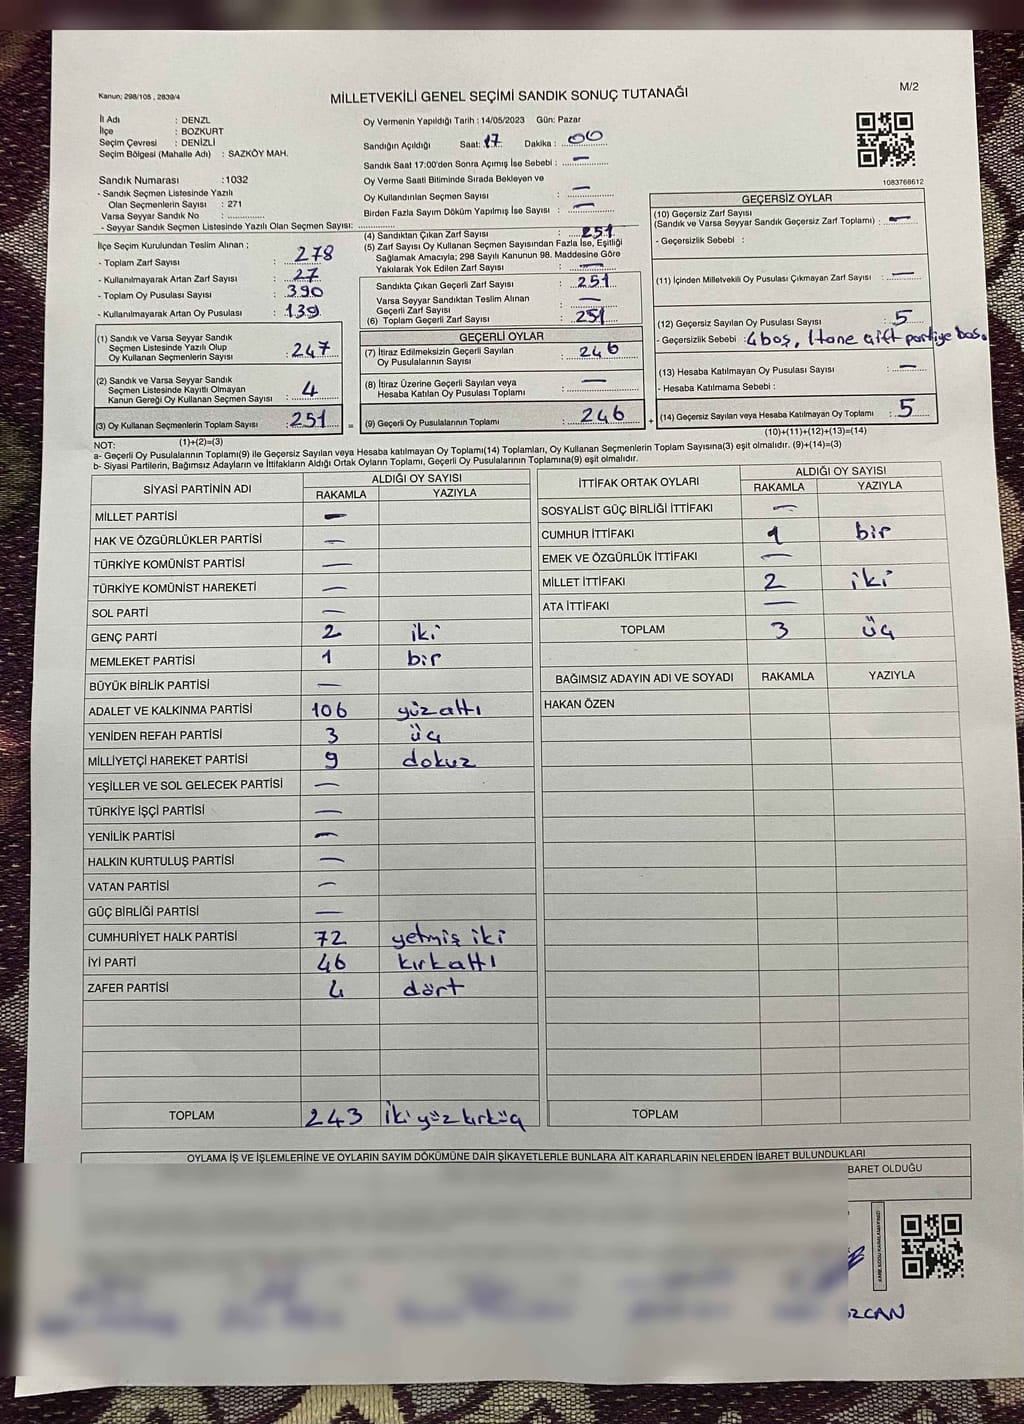 Kanun; 298/105 , 2839/4
MİLLETVEKİLİ GENEL SEÇİMİ SANDIK SONUÇ TUTANAĞI
M/2
İl Adı : DENZL
İlçe : BOZKURT
Seçim Çevresi : DENİZLİ
Seçim Bölgesi (Mahalle Adı) : SAZKÖY MAH.
Sandık Numarası :1032
- Sandık Seçmen Listesinde Yazılı
Olan Seçmenlerin Sayısı : 271
Varsa Seyyar Sandık No :
- Seyyar Sandık Seçmen Listesinde Yazılı Olan Seçmen Sayısı:
İlçe Seçim Kurulundan Teslim Alınan ;
- Toplam Zarf Sayısı : 278
- Kullanılmayarak Artan Zarf Sayısı : 27
- Toplam Oy Pusulası Sayısı : 390
- Kullanılmayarak Artan Oy Pusulası : 139
(1) Sandık ve Varsa Seyyar Sandık
Seçmen Listesinde Yazılı Olup
Oy Kullanan Seçmenlerin Sayısı : 247
(2) Sandık ve Varsa Seyyar Sandık
Seçmen Listesinde Kayıtlı Olmayan
Kanun Gereği Oy Kullanan Seçmen Sayısı : 4
(3) Oy Kullanan Seçmenlerin Toplam Sayısı : 251 =
(1)+(2)=(3)
Oy Vermenin Yapıldığı Tarih : 14/05/2023 Gün: Pazar
Sandığın Açıldığı Saat: 17 Dakika : 00
Sandık Saat 17:00'den Sonra Açımış İse Sebebi : —
Oy Verme Saati Bitiminde Sırada Bekleyen ve
Oy Kullandırılan Seçmen Sayısı : —
Birden Fazla Sayım Döküm Yapılmış İse Sayısı : —
(4) Sandıktan Çıkan Zarf Sayısı : 251
(5) Zarf Sayısı Oy Kullanan Seçmen Sayısından Fazla İse, Eşitliği
Sağlamak Amacıyla; 298 Sayılı Kanunun 98. Maddesine Göre
Yakılarak Yok Edilen Zarf Sayısı : —
Sandıkta Çıkan Geçerli Zarf Sayısı : 251
Varsa Seyyar Sandıktan Teslim Alınan
Geçerli Zarf Sayısı : —
(6) Toplam Geçerli Zarf Sayısı : 251
GEÇERLİ OYLAR
(7) İtiraz Edilmeksizin Geçerli Sayılan
Oy Pusulalarının Sayısı : 246
(8) İtiraz Üzerine Geçerli Sayılan veya
Hesaba Katılan Oy Pusulası Toplamı : —
(9) Geçerli Oy Pusulalarının Toplamı : 246 +
1083768612
GEÇERSİZ OYLAR
(10) Geçersiz Zarf Sayısı
(Sandık ve Varsa Seyyar Sandık Geçersiz Zarf Toplamı) : —
- Geçersizlik Sebebi :
(11) İçinden Milletvekili Oy Pusulası Çıkmayan Zarf Sayısı : —
(12) Geçersiz Sayılan Oy Pusulası Sayısı : 5
- Geçersizlik Sebebi : 4 boş, 1 tane çift partiye bas.
(13) Hesaba Katılmayan Oy Pusulası Sayısı : —
- Hesaba Katılmama Sebebi :
(14) Geçersiz Sayılan veya Hesaba Katılmayan Oy Toplamı : 5
(10)+(11)+(12)+(13)=(14)
NOT:
a- Geçerli Oy Pusulalarının Toplamı(9) ile Geçersiz Sayılan veya Hesaba katılmayan Oy Toplamı(14) Toplamları, Oy Kullanan Seçmenlerin Toplam Sayısına(3) eşit olmalıdır. (9)+(14)=(3)
b- Siyasi Partilerin, Bağımsız Adayların ve İttifakların Aldığı Ortak Oyların Toplamı, Geçerli Oy Pusulalarının Toplamına(9) eşit olmalıdır.
SİYASİ PARTİNİN ADI ALDIĞI OY SAYISI
RAKAMLA YAZIYLA
MİLLET PARTİSİ —
HAK VE ÖZGÜRLÜKLER PARTİSİ —
TÜRKİYE KOMÜNİST PARTİSİ —
TÜRKİYE KOMÜNİST HAREKETİ —
SOL PARTİ —
GENÇ PARTİ 2 iki
MEMLEKET PARTİSİ 1 bir
BÜYÜK BİRLİK PARTİSİ —
ADALET VE KALKINMA PARTİSİ 106 yüzaltı
YENİDEN REFAH PARTİSİ 3 üç
MİLLİYETÇİ HAREKET PARTİSİ 9 dokuz
YEŞİLLER VE SOL GELECEK PARTİSİ —
TÜRKİYE İŞÇİ PARTİSİ —
YENİLİK PARTİSİ —
HALKIN KURTULUŞ PARTİSİ —
VATAN PARTİSİ —
GÜÇ BİRLİĞİ PARTİSİ —
CUMHURİYET HALK PARTİSİ 72 yetmiş iki
İYİ PARTİ 46 kırkaltı
ZAFER PARTİSİ 4 dört
TOPLAM 243 iki yüz kırküç
İTTİFAK ORTAK OYLARI ALDIĞI OY SAYISI
RAKAMLA YAZIYLA
SOSYALİST GÜÇ BİRLİĞİ İTTİFAKI —
CUMHUR İTTİFAKI 1 bir
EMEK VE ÖZGÜRLÜK İTTİFAKI —
MİLLET İTTİFAKI 2 iki
ATA İTTİFAKI —
TOPLAM 3 üç
BAĞIMSIZ ADAYIN ADI VE SOYADI RAKAMLA YAZIYLA
HAKAN ÖZEN
TOPLAM
OYLAMA İŞ VE İŞLEMLERİNE VE OYLARIN SAYIM DÖKÜMÜNE DAİR ŞİKAYETLERLE BUNLARA AİT KARARLARIN NELERDEN İBARET BULUNDUKLARI
BARET OLDUĞU
ÖZCAN